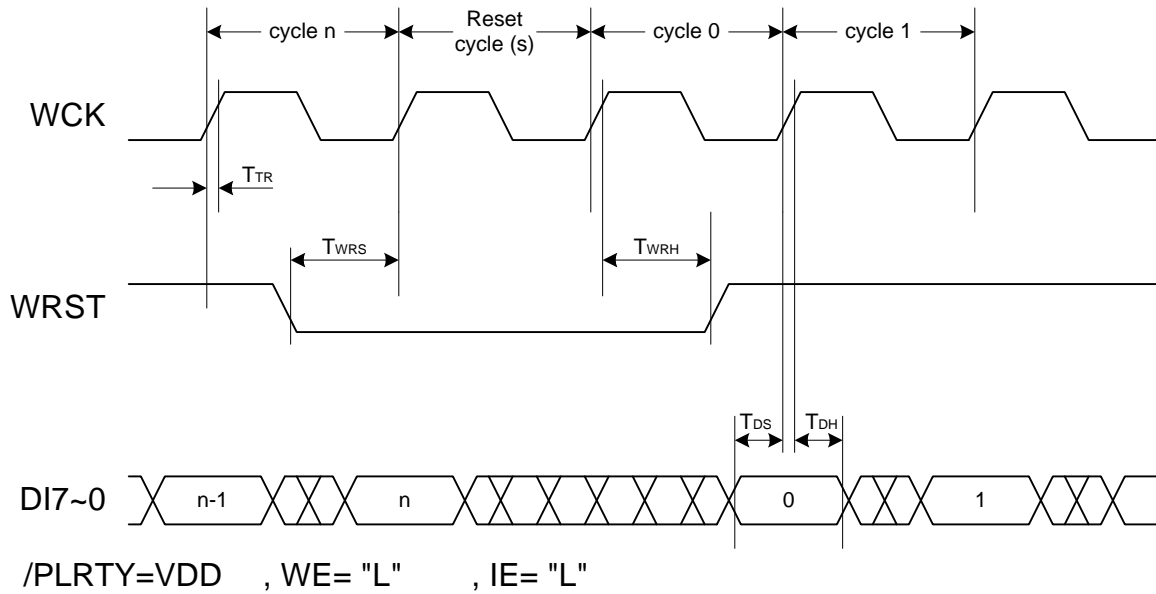 cycle n
Reset
cycle (s)
cycle 0
cycle 1
WCK
TTR
TWRS
TWRH
WRST
TDS
TDH
DI7~0
n-1
n
0
1
/PLRTY=VDD , WE= "L" , IE= "L"